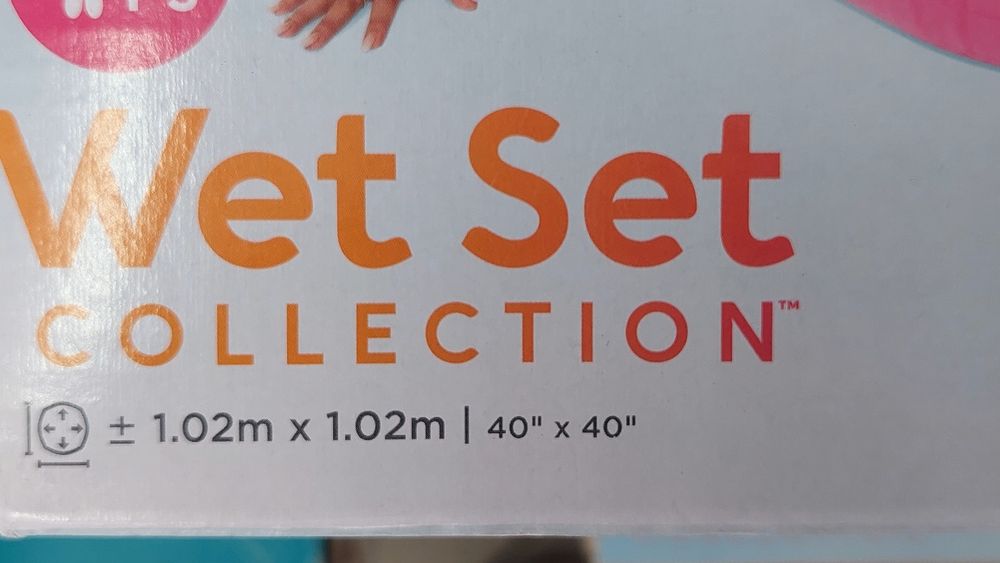 Wet Set
COLLECTION™
± 1.02m x 1.02m | 40" x 40"